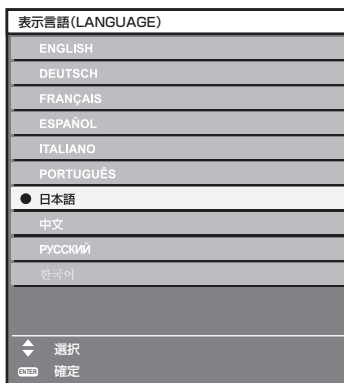 表示言語(LANGUAGE)
ENGLISH
DEUTSCH
FRANÇAIS
ESPAÑOL
ITALIANO
PORTUGUÊS
日本語
中文
РУССКИЙ
한국어
選択
ENTER 確定